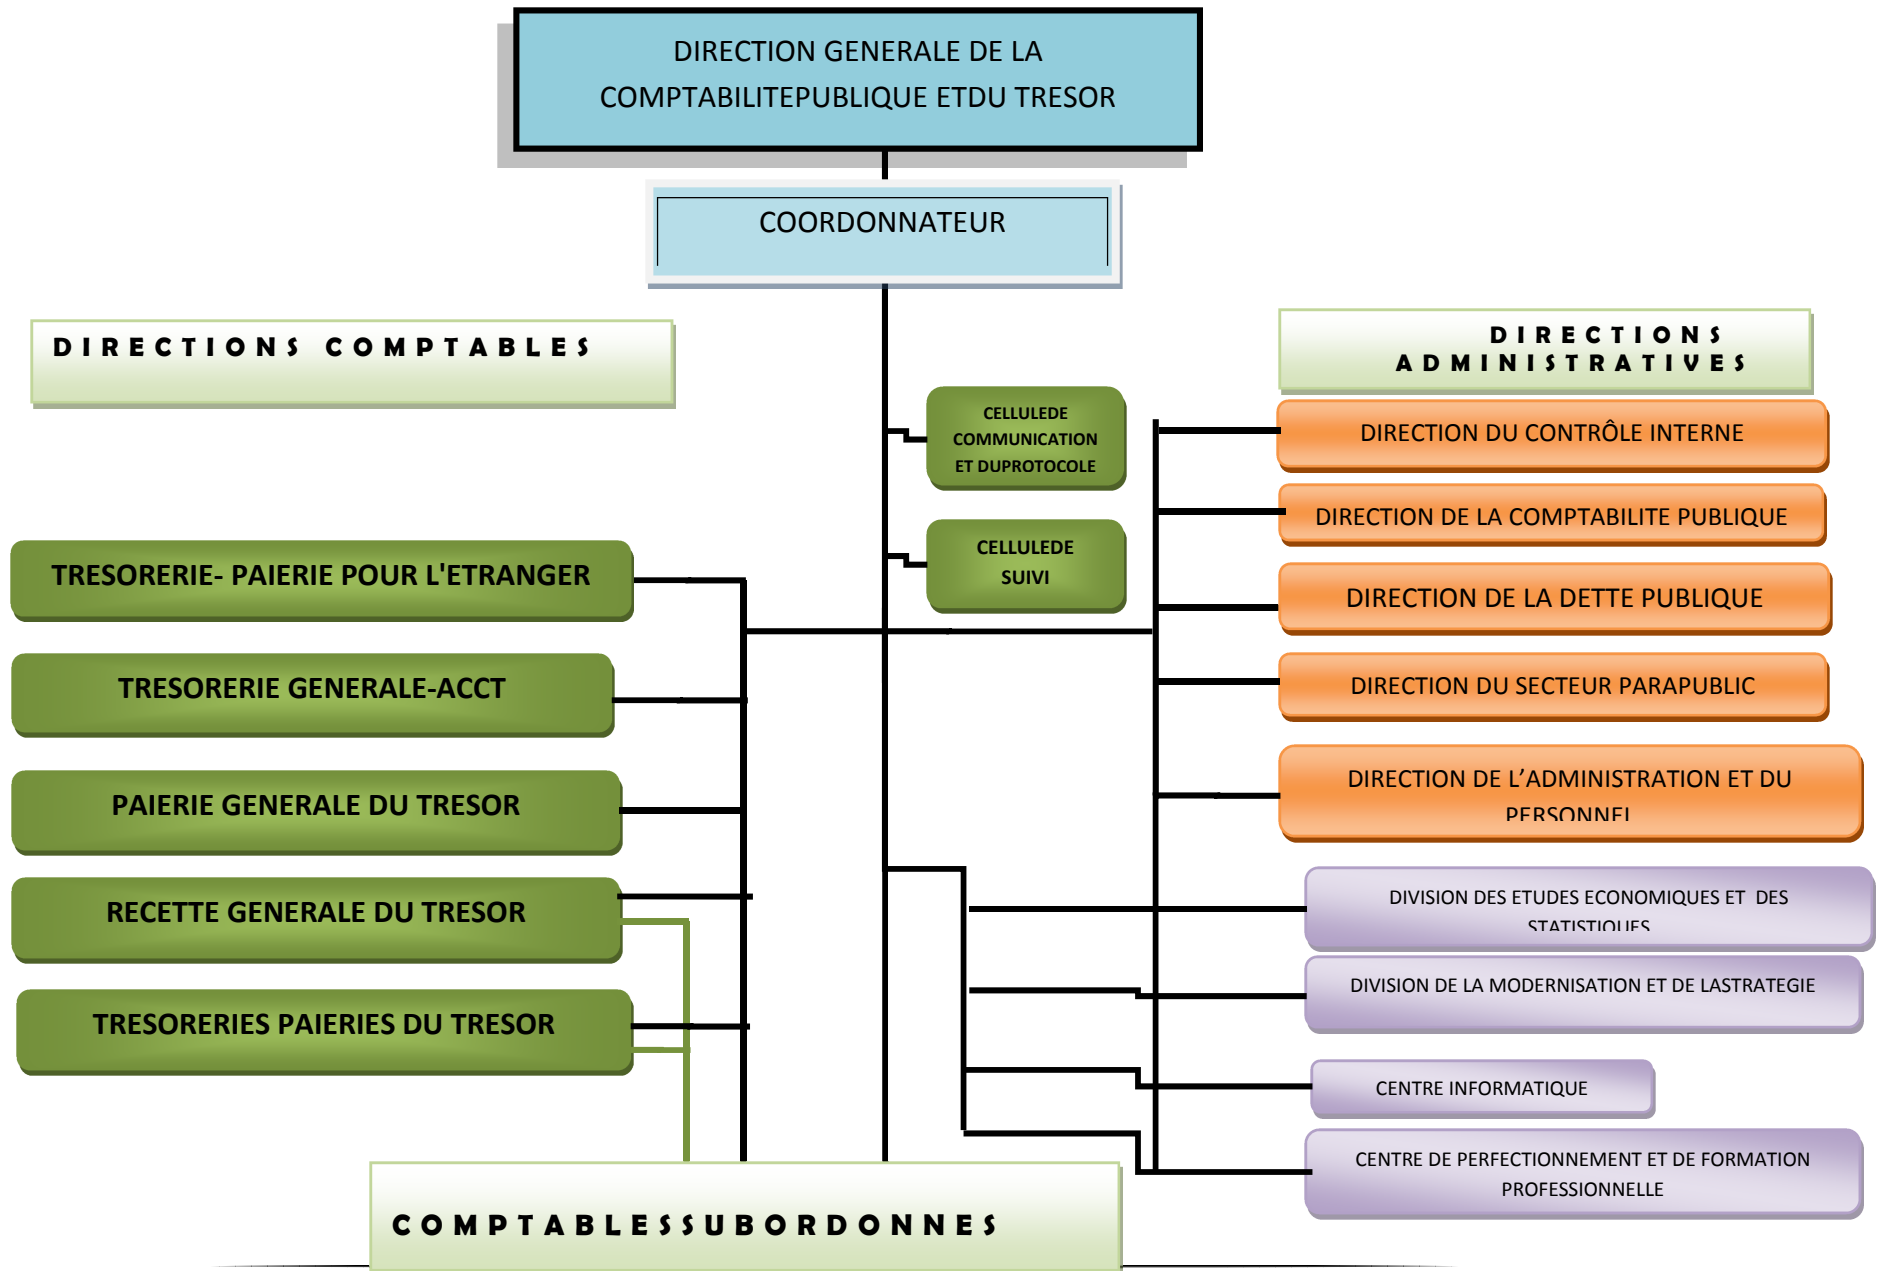 DIRECTION GENERALE DE LA
COMPTABILITEPUBLIQUE ETDU TRESOR
COORDONNATEUR
DIRECTIONS COMPTABLES
DIRECTIONS
ADMINISTRATIVES
CELLULEDE
COMMUNICATION
ET DUPROTOCOLE
CELLULEDE
SUIVI
TRESORERIE- PAIERIE POUR L'ETRANGER
TRESORERIE GENERALE-ACCT
PAIERIE GENERALE DU TRESOR
RECETTE GENERALE DU TRESOR
TRESORERIES PAIERIES DU TRESOR
DIRECTION DU CONTRÔLE INTERNE
DIRECTION DE LA COMPTABILITE PUBLIQUE
DIRECTION DE LA DETTE PUBLIQUE
DIRECTION DU SECTEUR PARAPUBLIC
DIRECTION DE L’ADMINISTRATION ET DU
PERSONNEL
DIVISION DES ETUDES ECONOMIQUES ET DES
STATISTIQUES
DIVISION DE LA MODERNISATION ET DE LASTRATEGIE
CENTRE INFORMATIQUE
CENTRE DE PERFECTIONNEMENT ET DE FORMATION
PROFESSIONNELLE
COMPTABLESSUBORDONNES